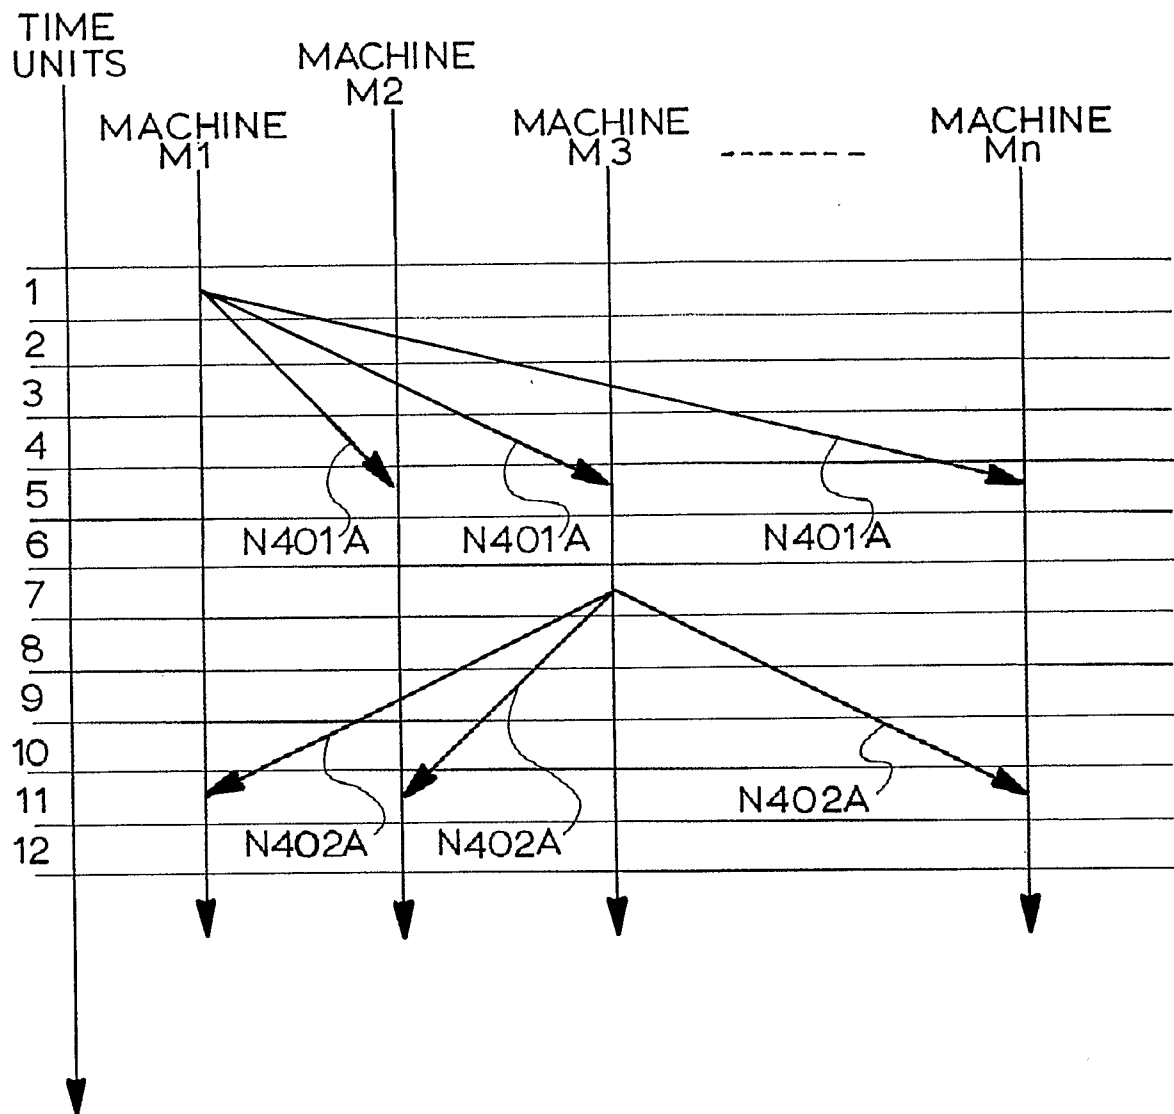 TIME
UNITS
MACHINE
M1
MACHINE
M2
MACHINE
M3
MACHINE
Mn
1
2
3
4
5
6
N401A N401A N401A
7
8
9
10
11
N402A
12
N402A N402A